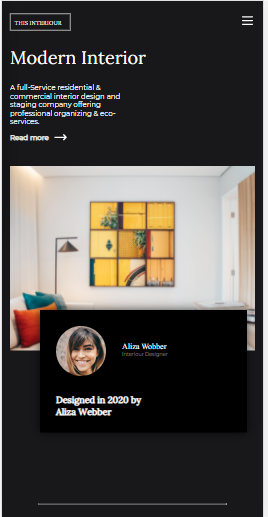 THIS INTERIOUR
Modern Interior
A full-Service residential &
commercial interior design and
staging company offering
professional organizing & eco-
services.
Read more
Aliza Wobber
Interiour Designer
Designed in 2020 by
Aliza Webber